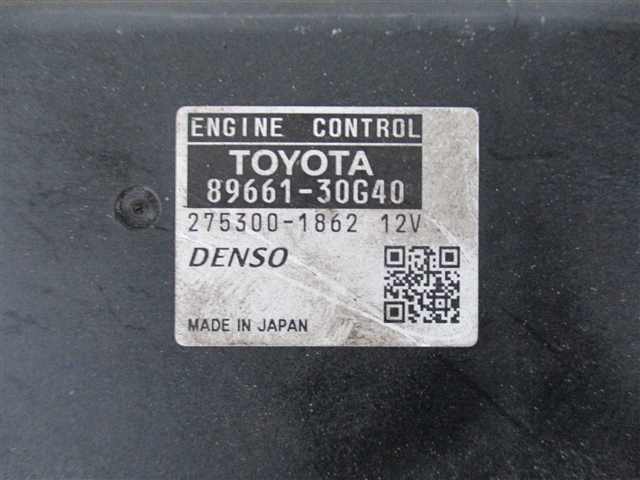 ENGINE CONTROL
TOYOTA
89661-30G40
275300-1862 12V
DENSO
MADE IN JAPAN